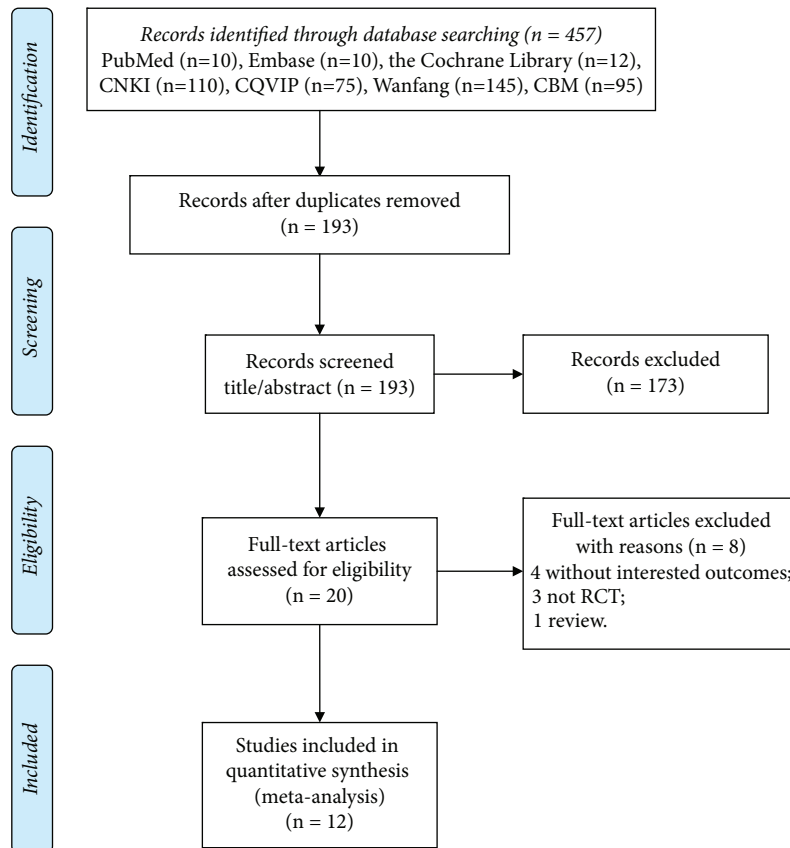 Identification
Records identified through database searching (n = 457)
PubMed (n=10), Embase (n=10), the Cochrane Library (n=12),
CNKI (n=110), CQVIP (n=75), Wanfang (n=145), CBM (n=95)
Records after duplicates removed
(n = 193)
Screening
Records screened
title/abstract (n = 193)
Records excluded
(n = 173)
Eligibility
Full-text articles
assessed for eligibility
(n = 20)
Full-text articles excluded
with reasons (n = 8)
4 without interested outcomes;
3 not RCT;
1 review.
Included
Studies included in
quantitative synthesis
(meta-analysis)
(n = 12)